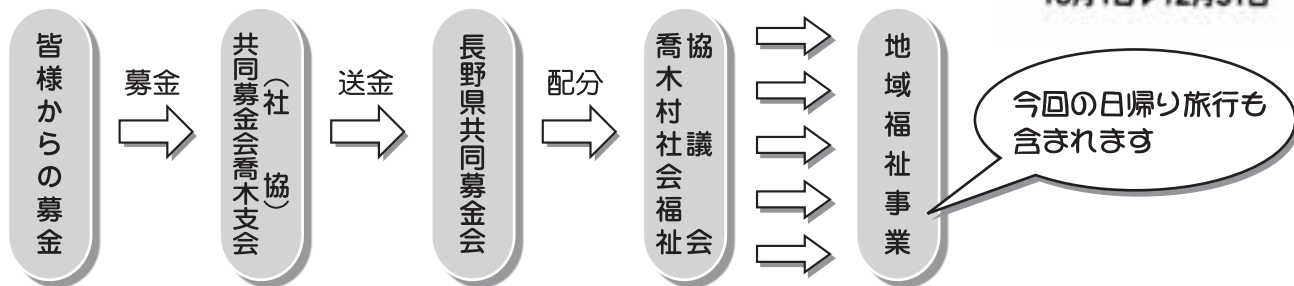 皆様からの募金
募金
共同募金会喬木支会
（社協）
送金
長野県共同募金会
配分
喬木村社会福祉
協議会
地域福祉事業
今回の日帰り旅行も
含まれます